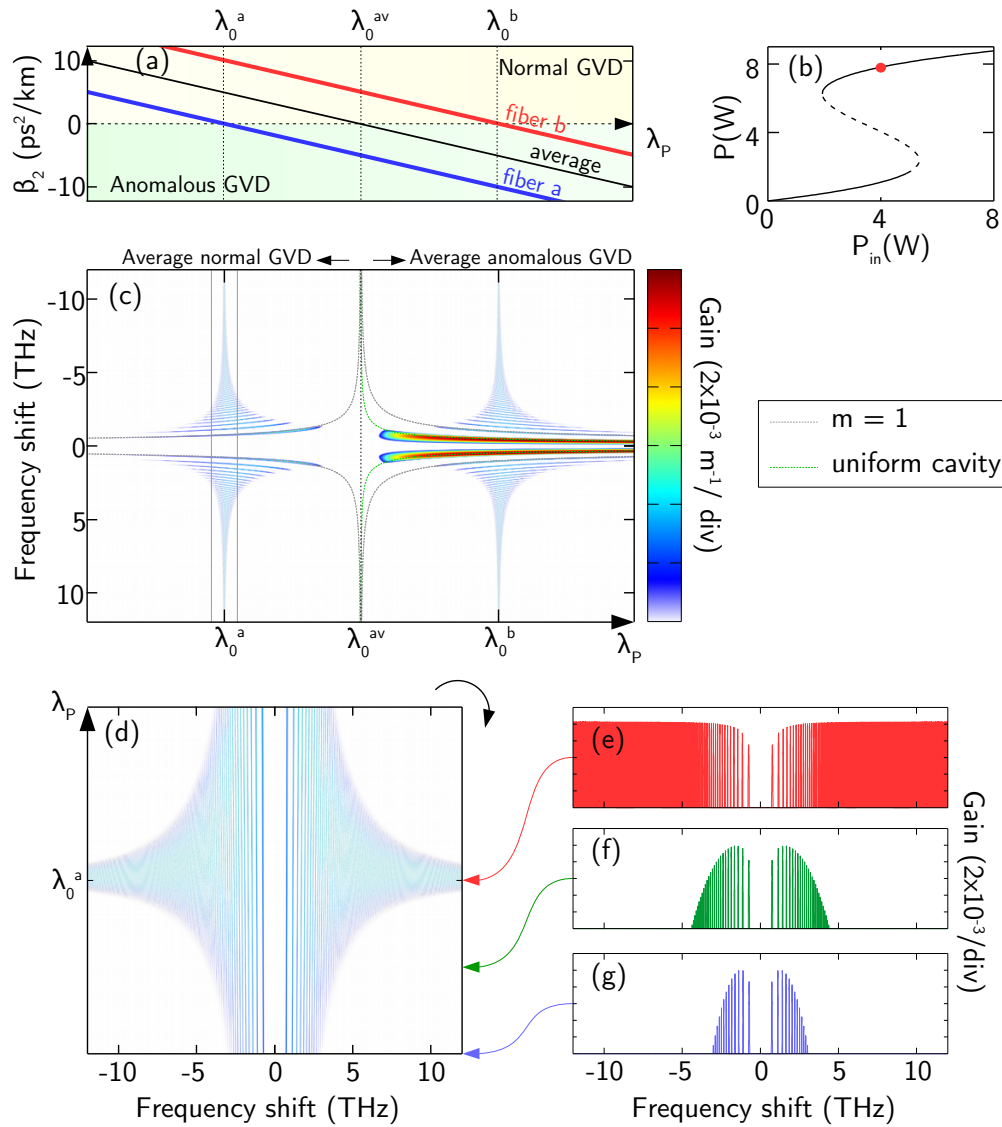 λ₀ᵃ λ₀ᵃᵛ λ₀ᵇ
(a)
Normal GVD
10
0
-10
β₂ (ps²/km)
fiber b
average
fiber a
Anomalous GVD
λP
(b)
8
4
0
P(W)
0 4 8
Pin(W)
Average normal GVD
Average anomalous GVD
(c)
-10
-5
0
5
10
Frequency shift (THz)
Gain (2x10⁻³ m⁻¹/ div)
λ₀ᵃ λ₀ᵃᵛ λ₀ᵇ λP
m = 1
uniform cavity
λP
(d)
λ₀ᵃ
-10 -5 0 5 10
Frequency shift (THz)
(e)
(f)
(g)
Gain (2x10⁻³/div)
-10 -5 0 5 10
Frequency shift (THz)